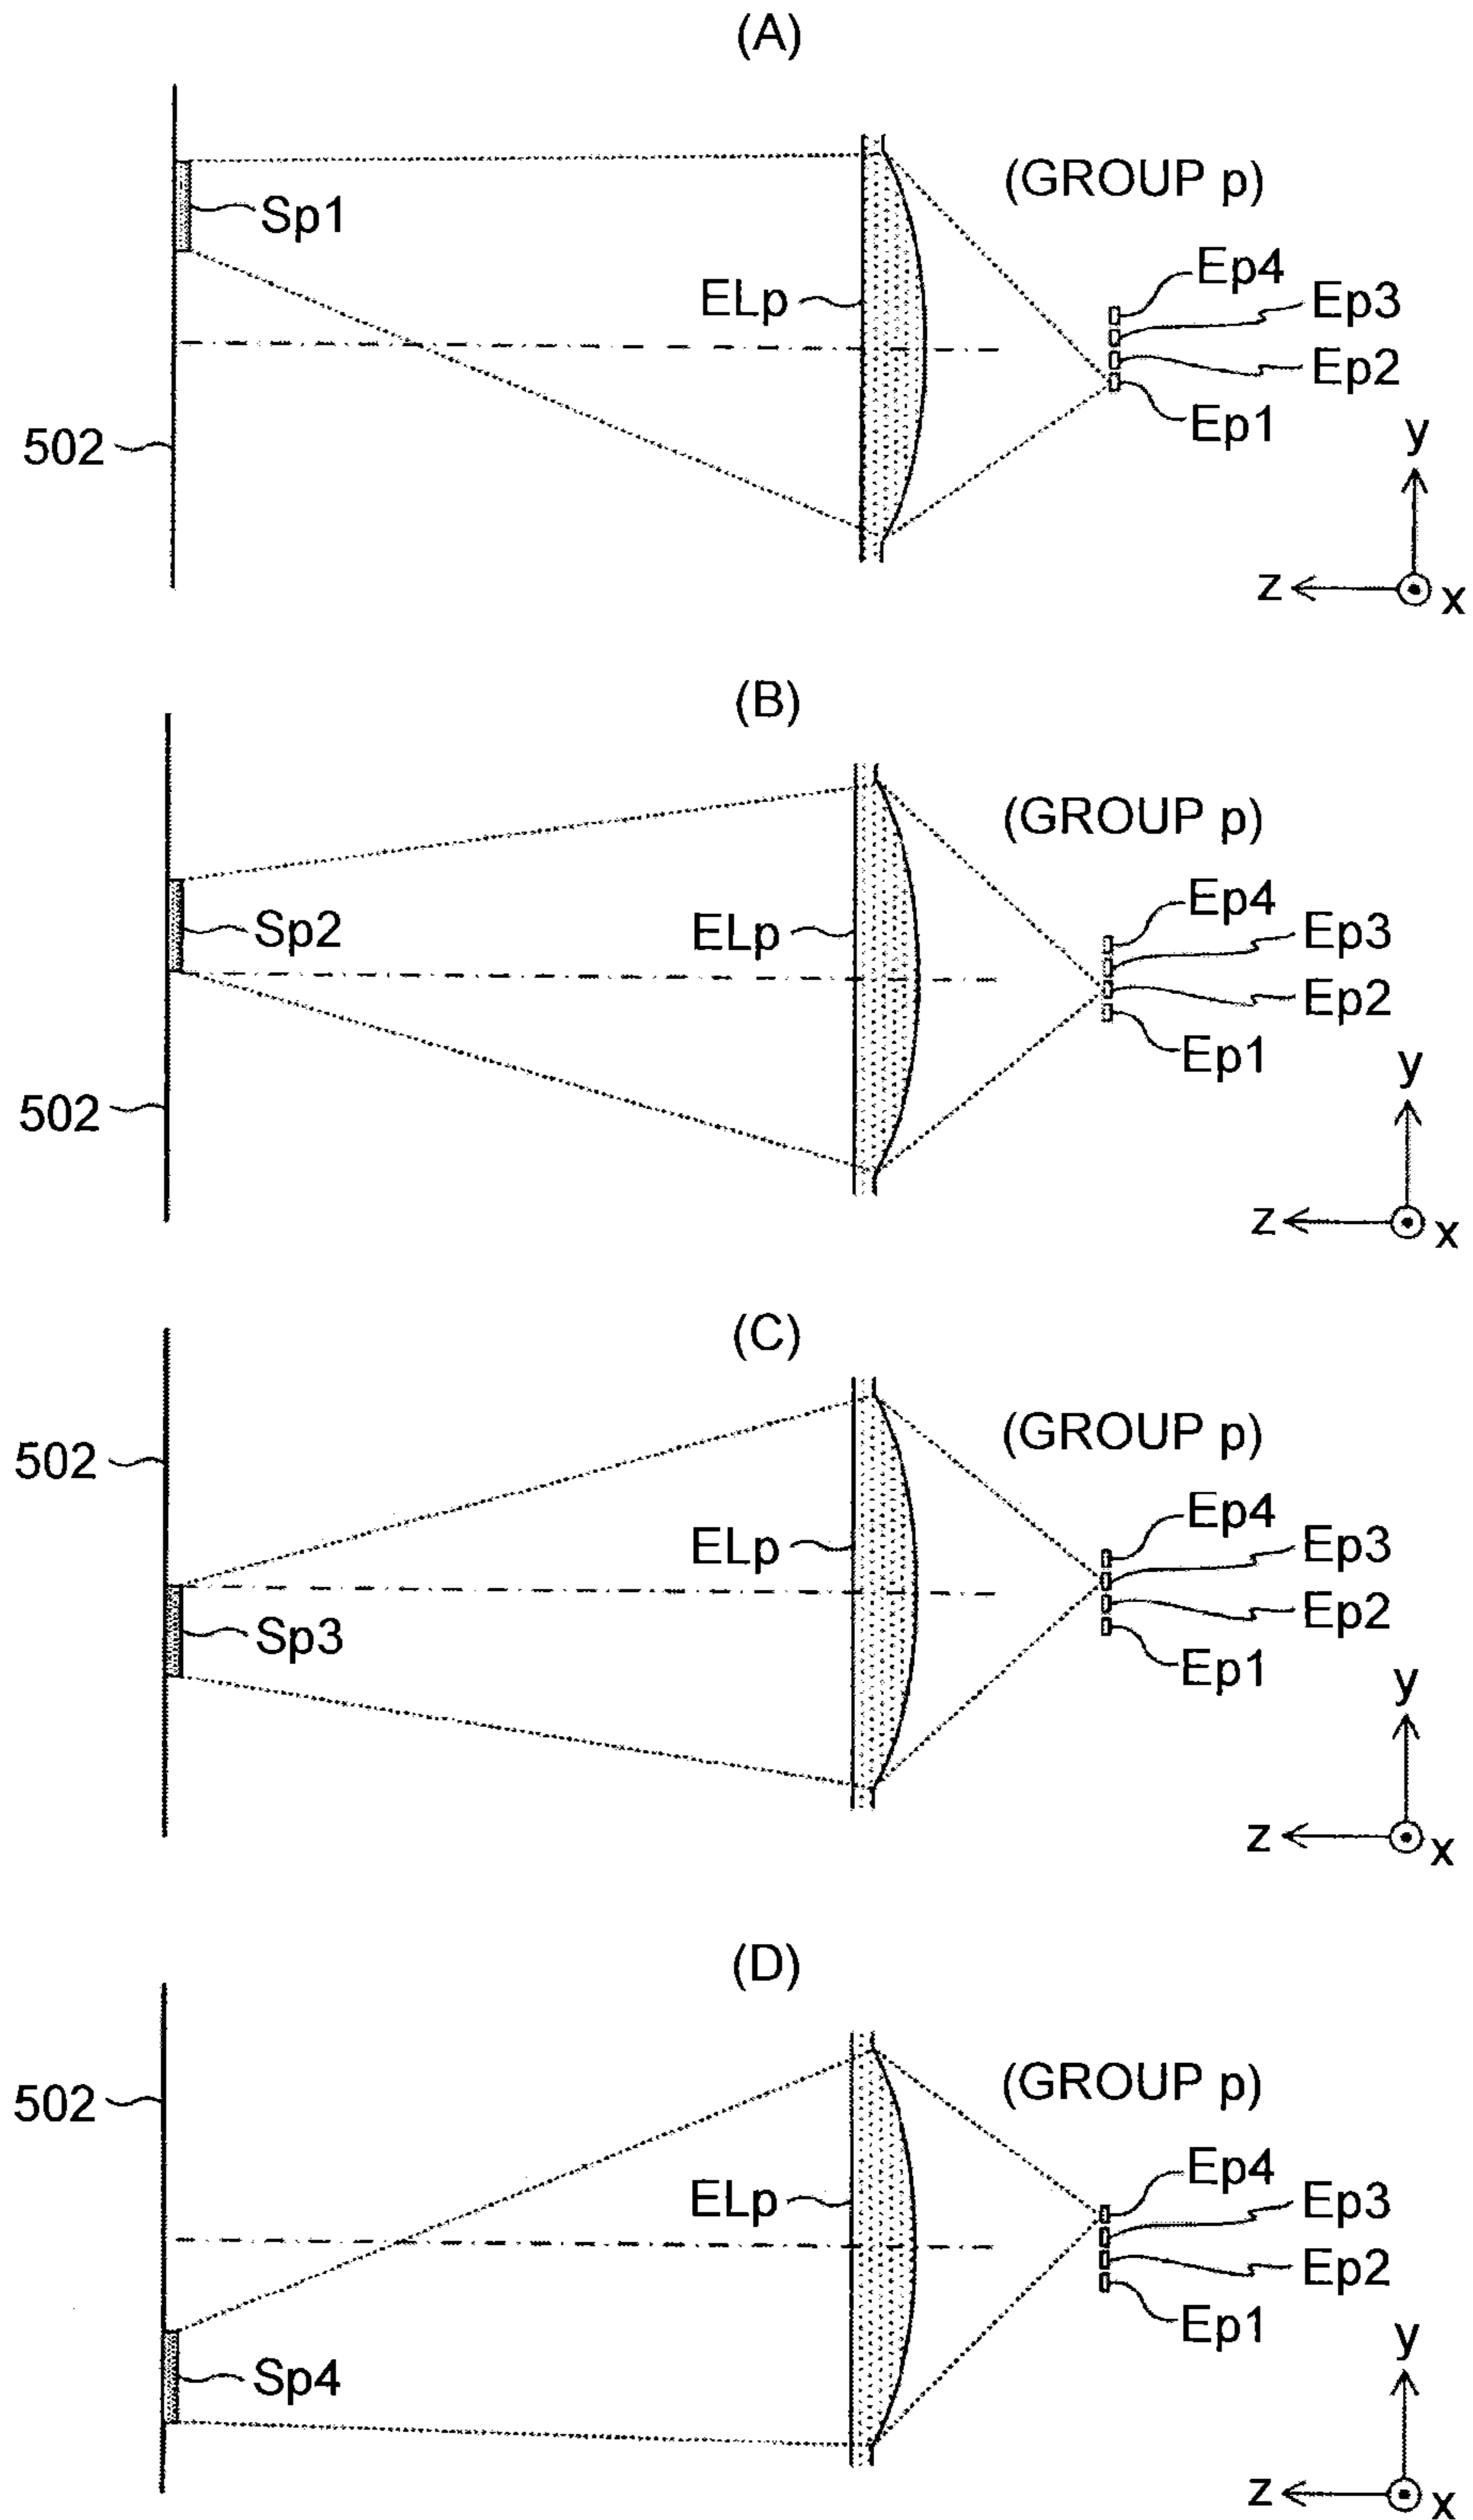 (A)
(GROUP p)
Sp1
Ep4
ELp
Ep3
Ep2
Ep1
502
y
z
x
(B)
(GROUP p)
Ep4
Sp2
ELp
Ep3
Ep2
Ep1
502
y
z
x
(C)
(GROUP p)
502
Ep4
ELp
Ep3
Ep2
Sp3
Ep1
y
z
x
(D)
(GROUP p)
502
Ep4
ELp
Ep3
Ep2
Ep1
Sp4
y
z
x